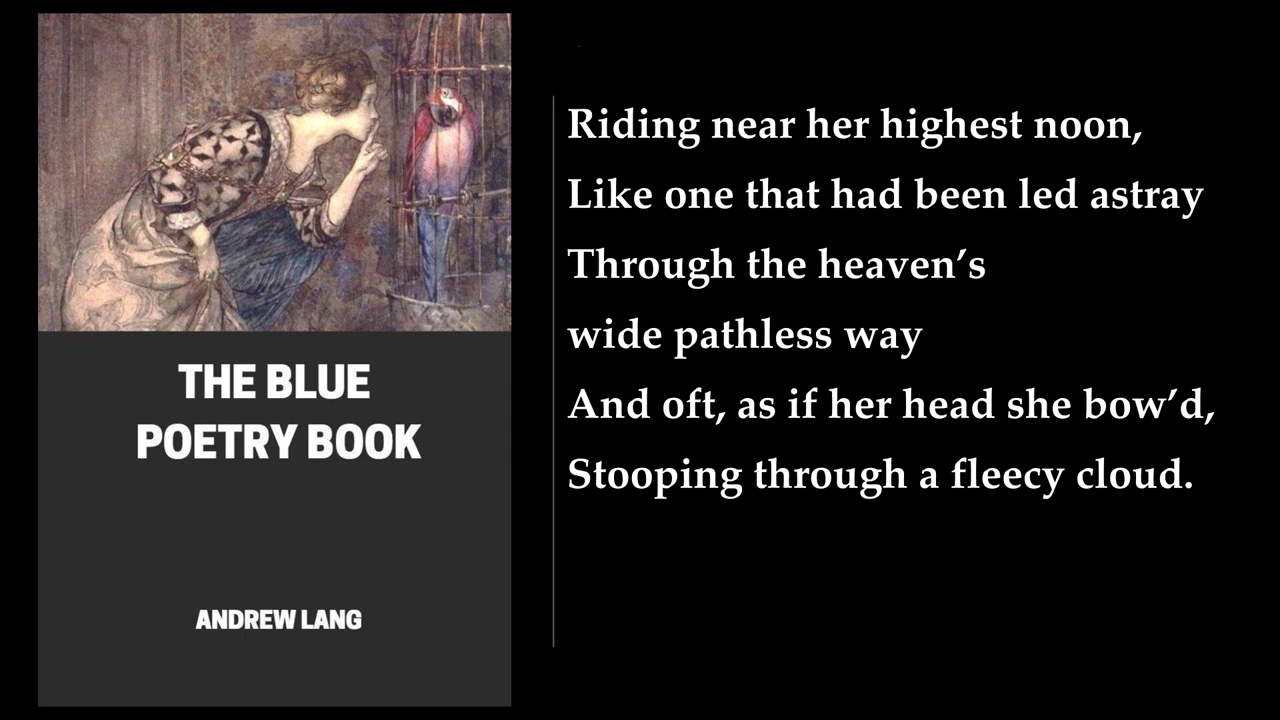 THE BLUE
POETRY BOOK
ANDREW LANG
Riding near her highest noon,
Like one that had been led astray
Through the heaven’s
wide pathless way
And oft, as if her head she bow’d,
Stooping through a fleecy cloud.